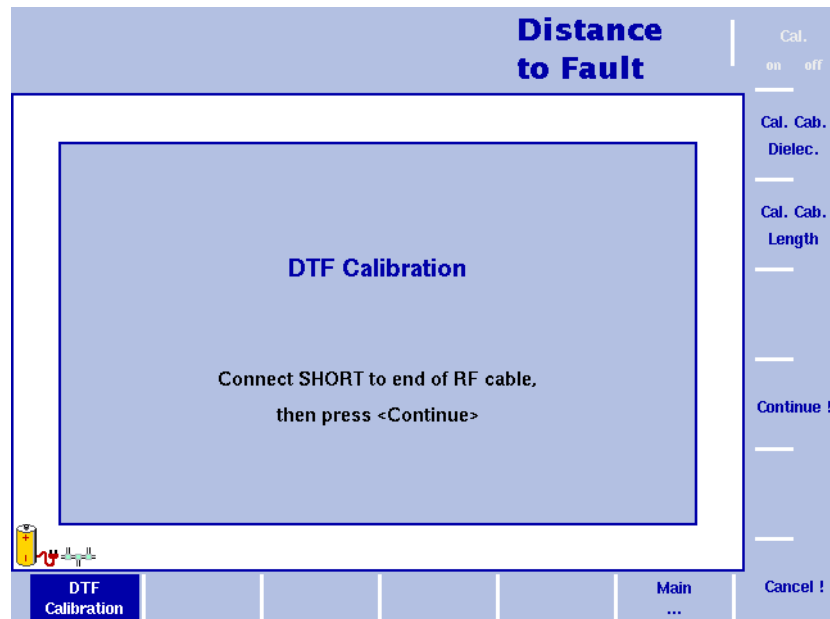 Distance
to Fault
Cal.
on off
Cal. Cab.
Dielec.
Cal. Cab.
Length
DTF Calibration
Connect SHORT to end of RF cable,
then press <Continue>
Continue !
DTF
Calibration
Main
...
Cancel !